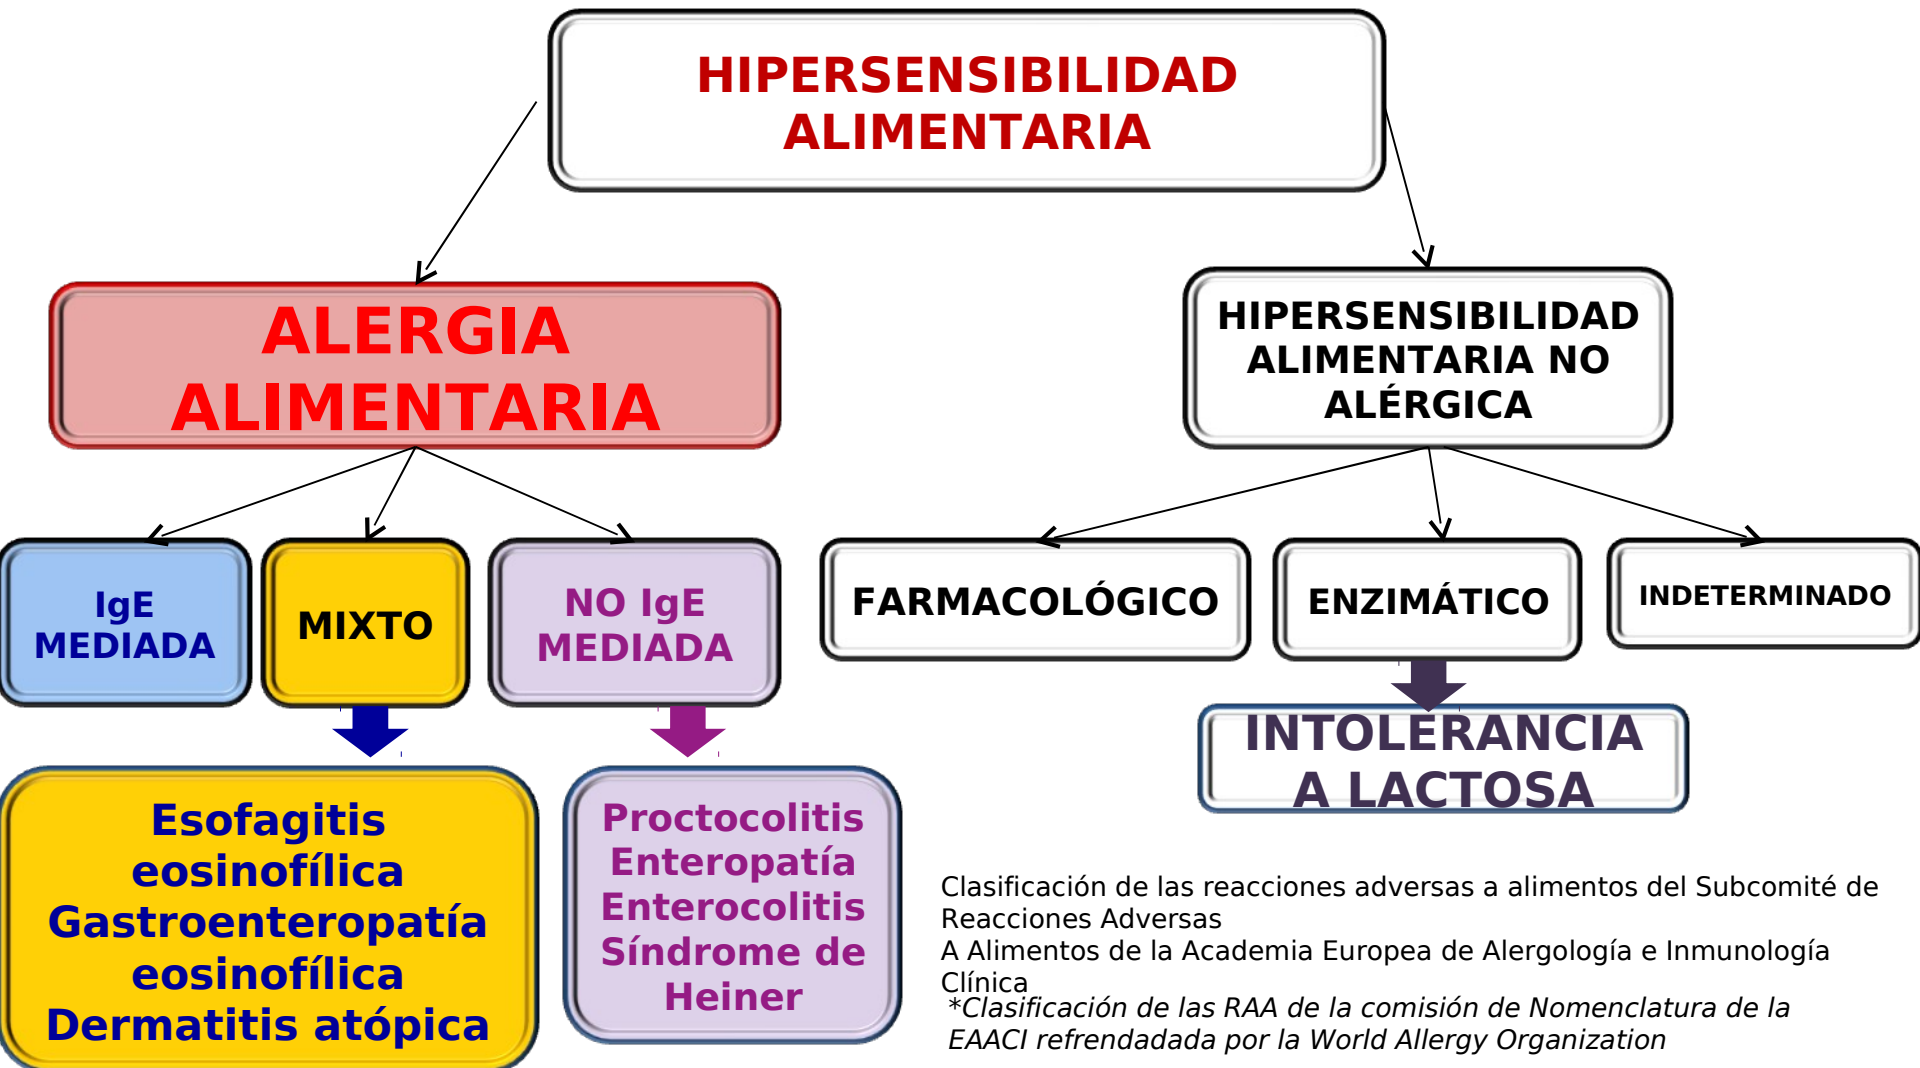 HIPERSENSIBILIDAD
ALIMENTARIA
ALERGIA
ALIMENTARIA
HIPERSENSIBILIDAD
ALIMENTARIA NO
ALÉRGICA
IgE
MEDIADA
MIXTO
NO IgE
MEDIADA
FARMACOLÓGICO
ENZIMÁTICO
INDETERMINADO
INTOLERANCIA
A LACTOSA
Esofagitis
eosinofílica
Gastroenteropatía
eosinofílica
Dermatitis atópica
Proctocolitis
Enteropatía
Enterocolitis
Síndrome de
Heiner
Clasificación de las reacciones adversas a alimentos del Subcomité de
Reacciones Adversas
A Alimentos de la Academia Europea de Alergología e Inmunología
Clínica
*Clasificación de las RAA de la comisión de Nomenclatura de la
EAACI refrendadada por la World Allergy Organization